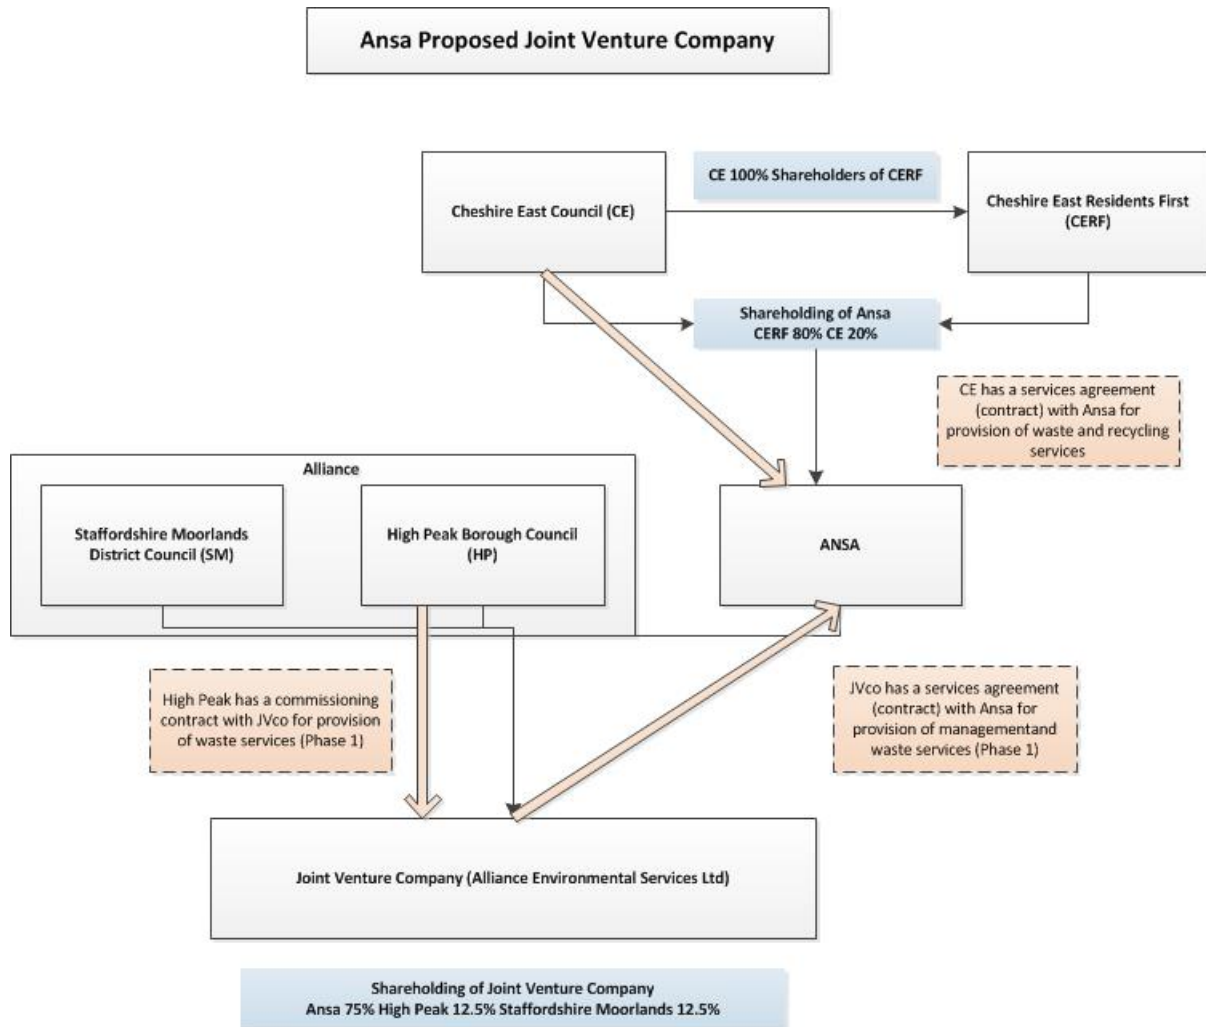 Ansa Proposed Joint Venture Company
CE 100% Shareholders of CERF
Cheshire East Council (CE)
Cheshire East Residents First
(CERF)
Shareholding of Ansa
CERF 80% CE 20%
CE has a services agreement
(contract) with Ansa for
provision of waste and recycling
services
Alliance
Staffordshire Moorlands
District Council (SM)
High Peak Borough Council
(HP)
ANSA
High Peak has a commissioning
contract with JVco for provision
of waste services (Phase 1)
JVco has a services agreement
(contract) with Ansa for
provision of managementand
waste services (Phase 1)
Joint Venture Company (Alliance Environmental Services Ltd)
Shareholding of Joint Venture Company
Ansa 75% High Peak 12.5% Staffordshire Moorlands 12.5%